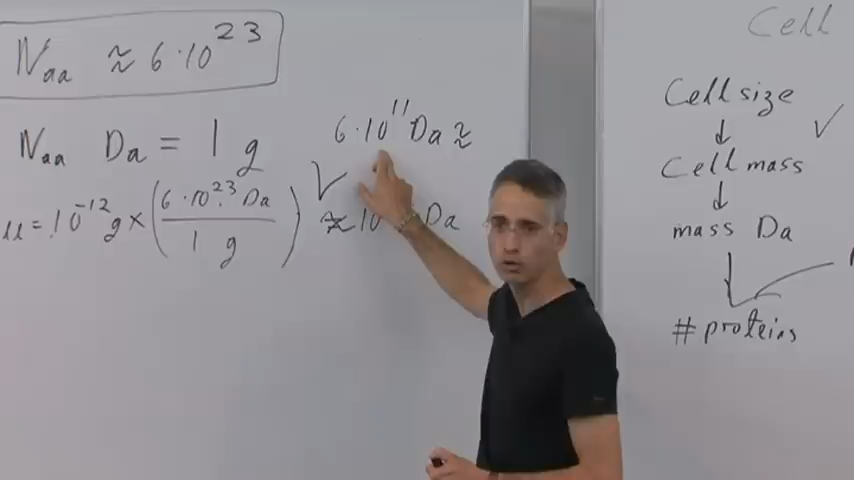 N_aa ≈ 6·10^23
N_aa Da = 1 g
6·10^11 Da ≈
μ = 10^-12 g × (6·10^23 Da / 1 g)
≈ 10 Da
Cell
Cell size
↓ ✓
Cell mass
↓
mass Da
↓
# proteins